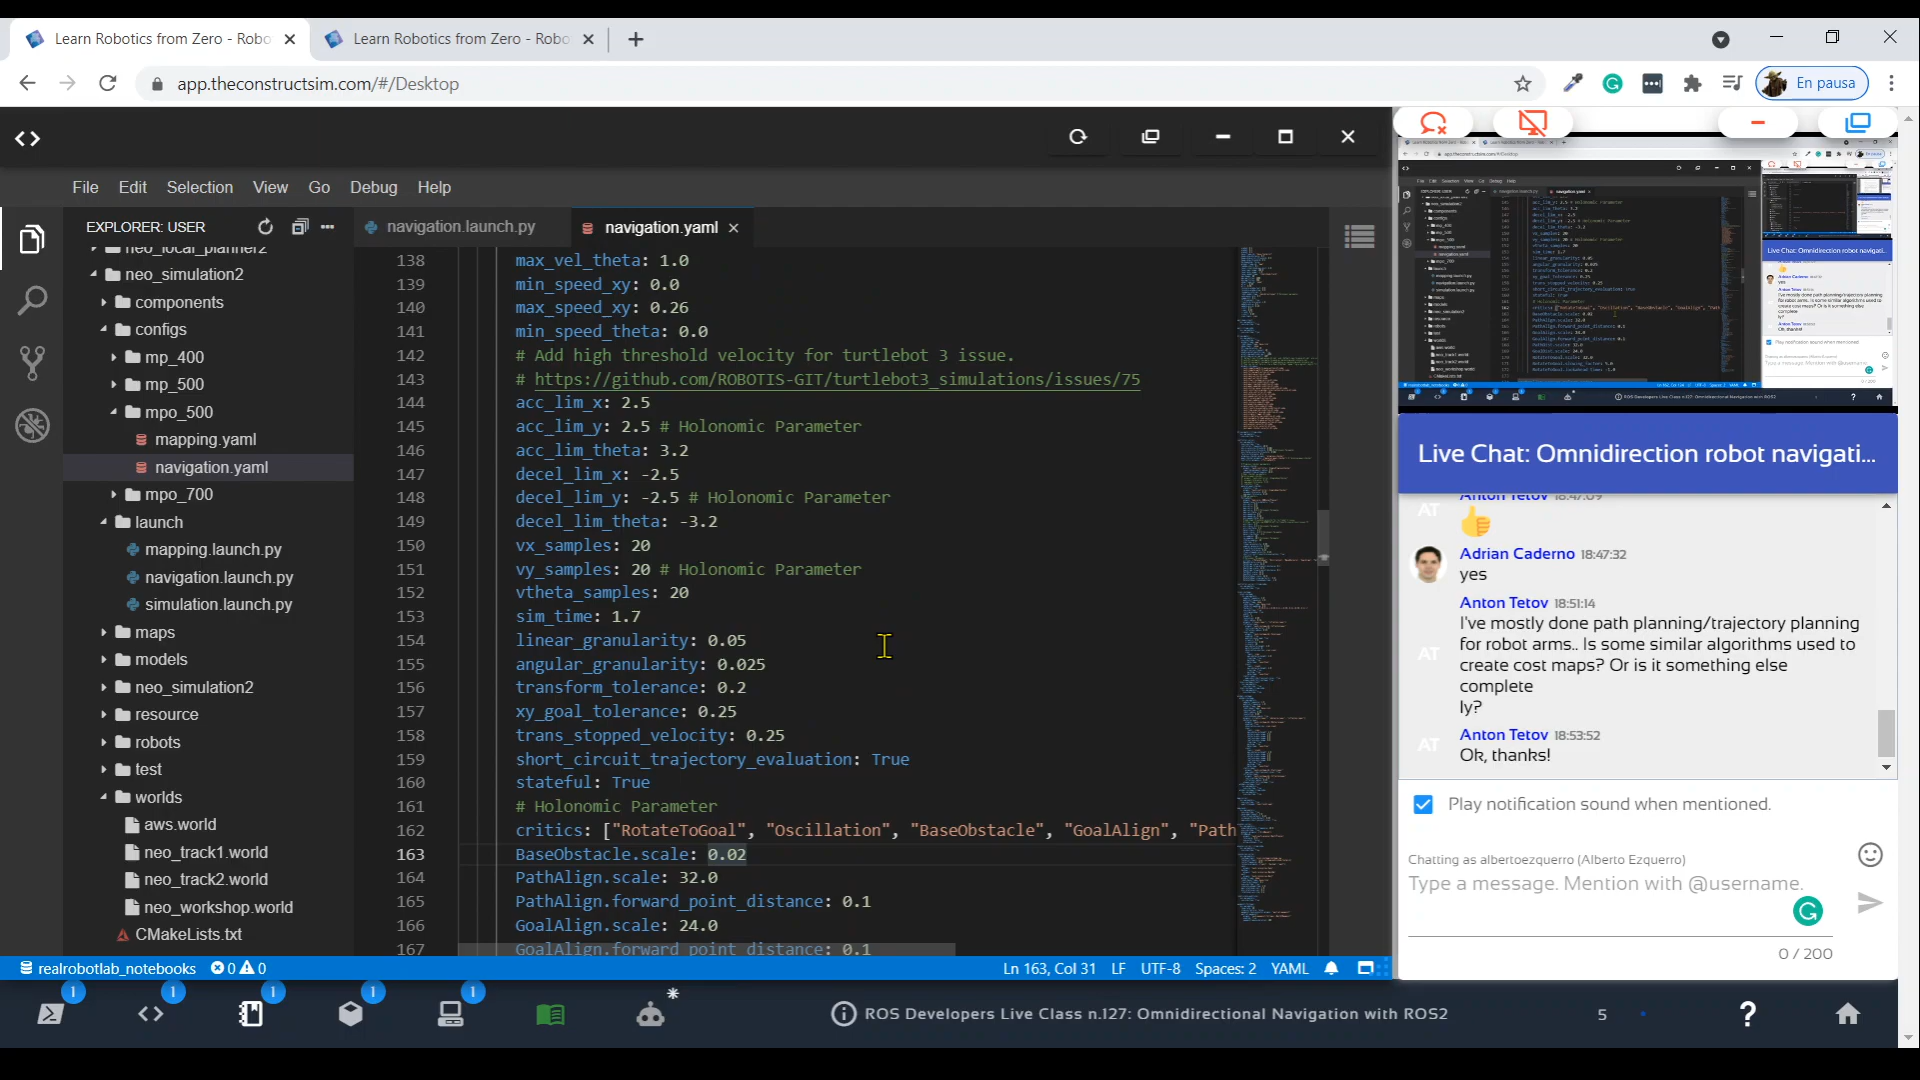 Learn Robotics from Zero - Robo
Learn Robotics from Zero - Robo
app.theconstructsim.com/#/Desktop
En pausa
File Edit Selection View Go Debug Help
EXPLORER: USER
navigation.launch.py
navigation.yaml
neo_local_planner2
neo_simulation2
components
configs
mp_400
mp_500
mpo_500
mapping.yaml
navigation.yaml
mpo_700
launch
mapping.launch.py
navigation.launch.py
simulation.launch.py
maps
models
neo_simulation2
resource
robots
test
worlds
aws.world
neo_track1.world
neo_track2.world
neo_workshop.world
CMakeLists.txt
138 max_vel_theta: 1.0
139 min_speed_xy: 0.0
140 max_speed_xy: 0.26
141 min_speed_theta: 0.0
142 # Add high threshold velocity for turtlebot 3 issue.
143 # https://github.com/ROBOTIS-GIT/turtlebot3_simulations/issues/75
144 acc_lim_x: 2.5
145 acc_lim_y: 2.5 # Holonomic Parameter
146 acc_lim_theta: 3.2
147 decel_lim_x: -2.5
148 decel_lim_y: -2.5 # Holonomic Parameter
149 decel_lim_theta: -3.2
150 vx_samples: 20
151 vy_samples: 20 # Holonomic Parameter
152 vtheta_samples: 20
153 sim_time: 1.7
154 linear_granularity: 0.05
155 angular_granularity: 0.025
156 transform_tolerance: 0.2
157 xy_goal_tolerance: 0.25
158 trans_stopped_velocity: 0.25
159 short_circuit_trajectory_evaluation: True
160 stateful: True
161 # Holonomic Parameter
162 critics: ["RotateToGoal", "Oscillation", "BaseObstacle", "GoalAlign", "Path
163 BaseObstacle.scale: 0.02
164 PathAlign.scale: 32.0
165 PathAlign.forward_point_distance: 0.1
166 GoalAlign.scale: 24.0
167 GoalAlign.forward_point_distance: 0.1
realrobotlab_notebooks 0 0
Ln 163, Col 31 LF UTF-8 Spaces: 2 YAML
Live Chat: Omnidirection robot navigati...
Anton Tetov 18:47:09
AT
Adrian Caderno 18:47:32
yes
Anton Tetov 18:51:14
AT
I've mostly done path planning/trajectory planning
for robot arms.. Is some similar algorithms used to
create cost maps? Or is it something else
complete
ly?
Anton Tetov 18:53:52
AT
Ok, thanks!
Play notification sound when mentioned.
Chatting as albertoezquerro (Alberto Ezquerro)
Type a message. Mention with @username.
0 / 200
1 1 1 1 1
ROS Developers Live Class n.127: Omnidirectional Navigation with ROS2
5
?